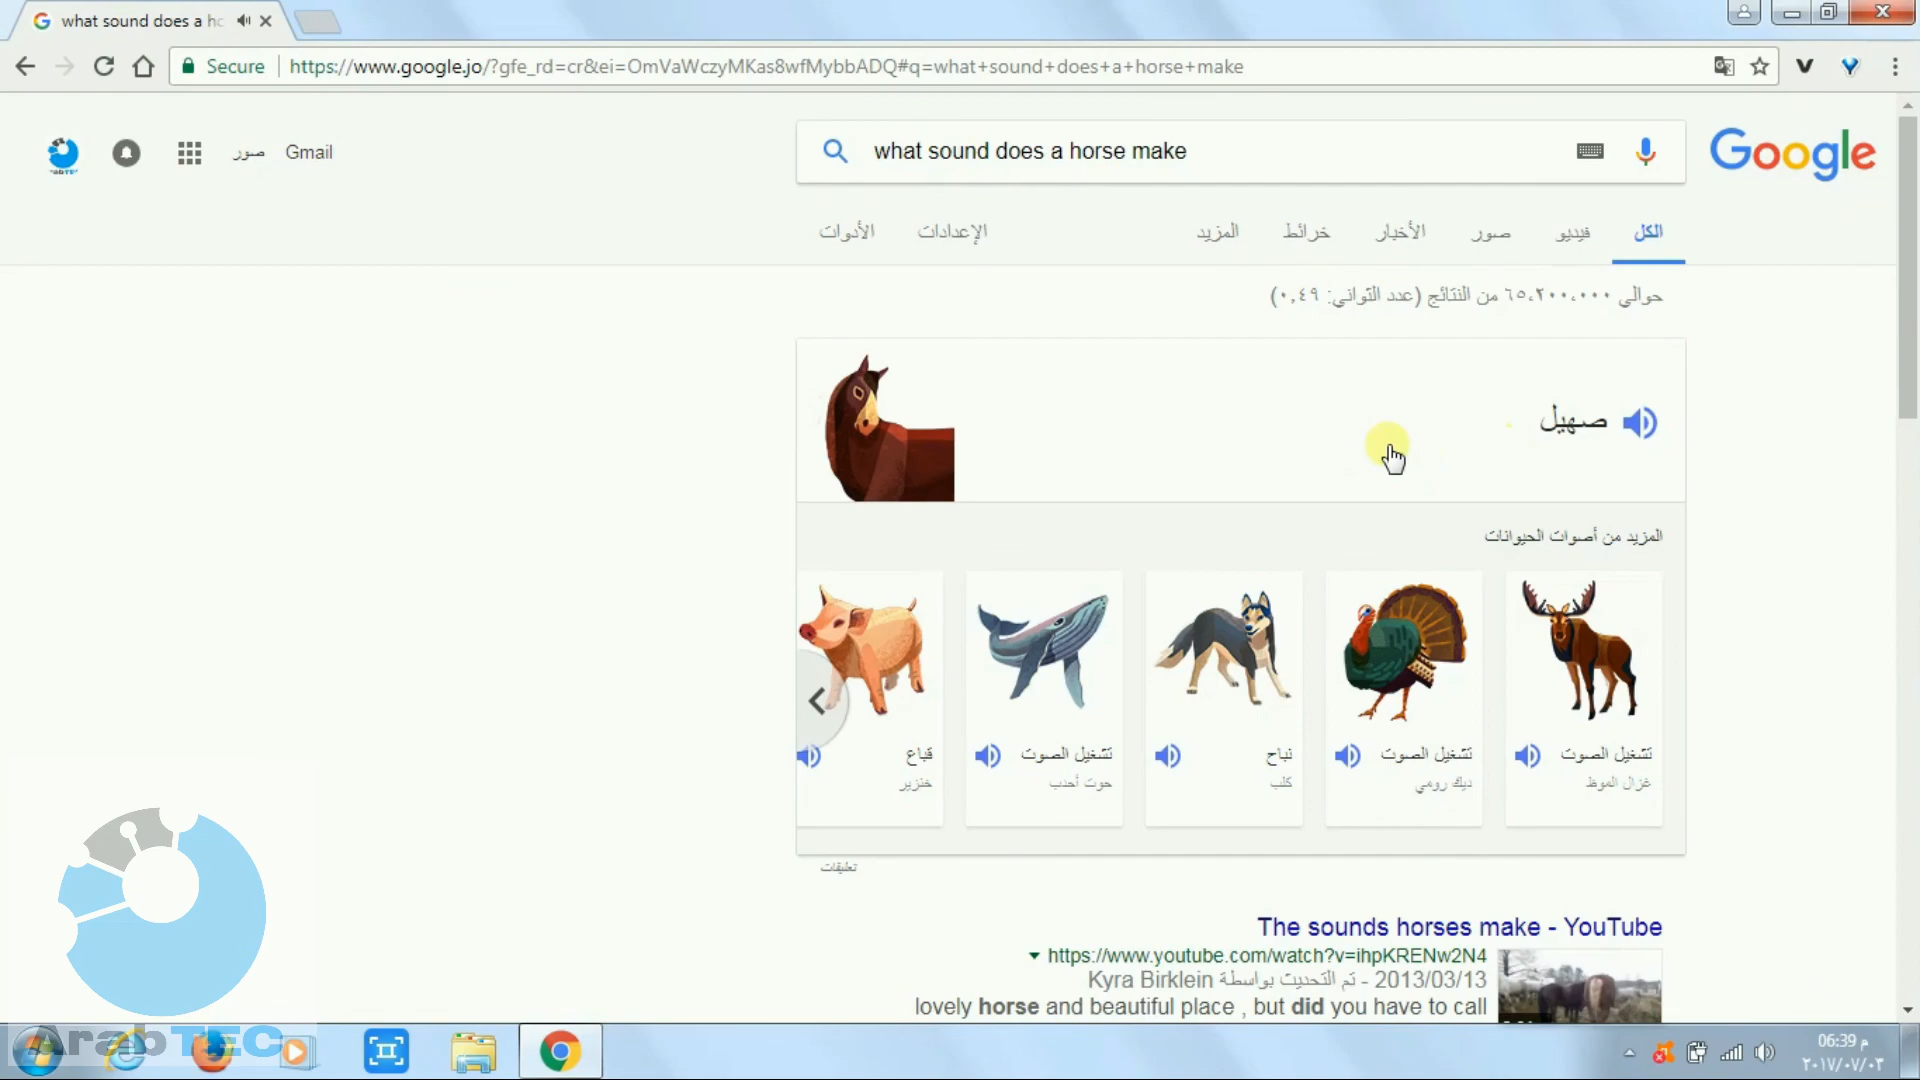 what sound does a ho
Secure https://www.google.jo/?gfe_rd=cr&ei=OmVaWczyMKas8wfMybbADQ#q=what+sound+does+a+horse+make
صور Gmail
what sound does a horse make
Google
الكل فيديو صور الأخبار خرائط المزيد الإعدادات الأدوات
حوالي ٦٥،٢٠٠،٠٠٠ من النتائج (عدد الثواني: ٠,٤٩)
صهيل
المزيد من أصوات الحيوانات
تشغيل الصوت
غزال الموظ
تشغيل الصوت
ديك رومي
نباح
كلب
تشغيل الصوت
حوت أحدب
قباع
خنزير
تعليقات
The sounds horses make - YouTube
https://www.youtube.com/watch?v=ihpKRENw2N4
2013/03/13 - تم التحديث بواسطة Kyra Birklein
lovely horse and beautiful place , but did you have to call
ArabTEC
06:39 م
٢٠١٧/٠٧/٠٣